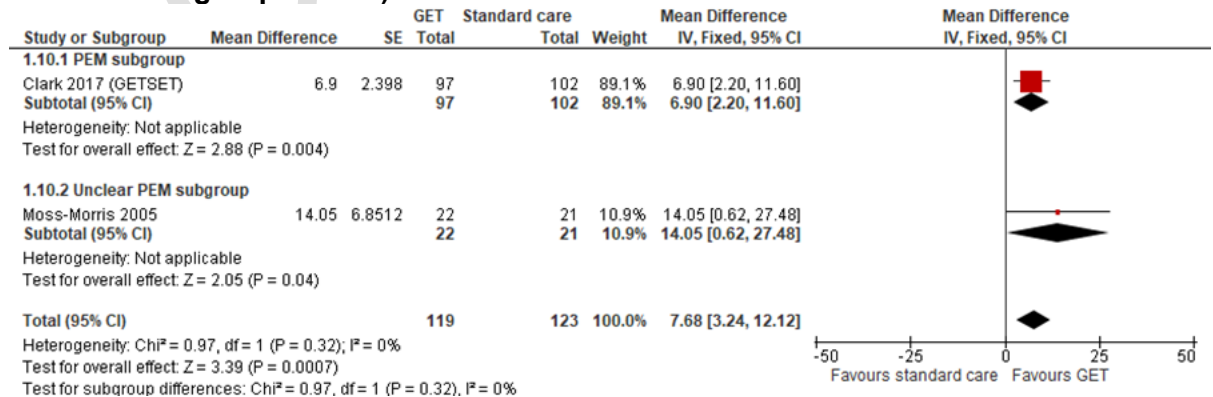 GET Standard care Mean Difference Mean Difference
Study or Subgroup Mean Difference SE Total Total Weight IV, Fixed, 95% CI IV, Fixed, 95% CI
1.10.1 PEM subgroup
Clark 2017 (GETSET) 6.9 2.398 97 102 89.1% 6.90 [2.20, 11.60]
Subtotal (95% CI) 97 102 89.1% 6.90 [2.20, 11.60]
Heterogeneity: Not applicable
Test for overall effect: Z = 2.88 (P = 0.004)
1.10.2 Unclear PEM subgroup
Moss-Morris 2005 14.05 6.8512 22 21 10.9% 14.05 [0.62, 27.48]
Subtotal (95% CI) 22 21 10.9% 14.05 [0.62, 27.48]
Heterogeneity: Not applicable
Test for overall effect: Z = 2.05 (P = 0.04)
Total (95% CI) 119 123 100.0% 7.68 [3.24, 12.12]
Heterogeneity: Chi² = 0.97, df = 1 (P = 0.32); I² = 0%
Test for overall effect: Z = 3.39 (P = 0.0007)
Test for subgroup differences: Chi² = 0.97, df = 1 (P = 0.32), I² = 0%
-50 -25 0 25 50
Favours standard care Favours GET